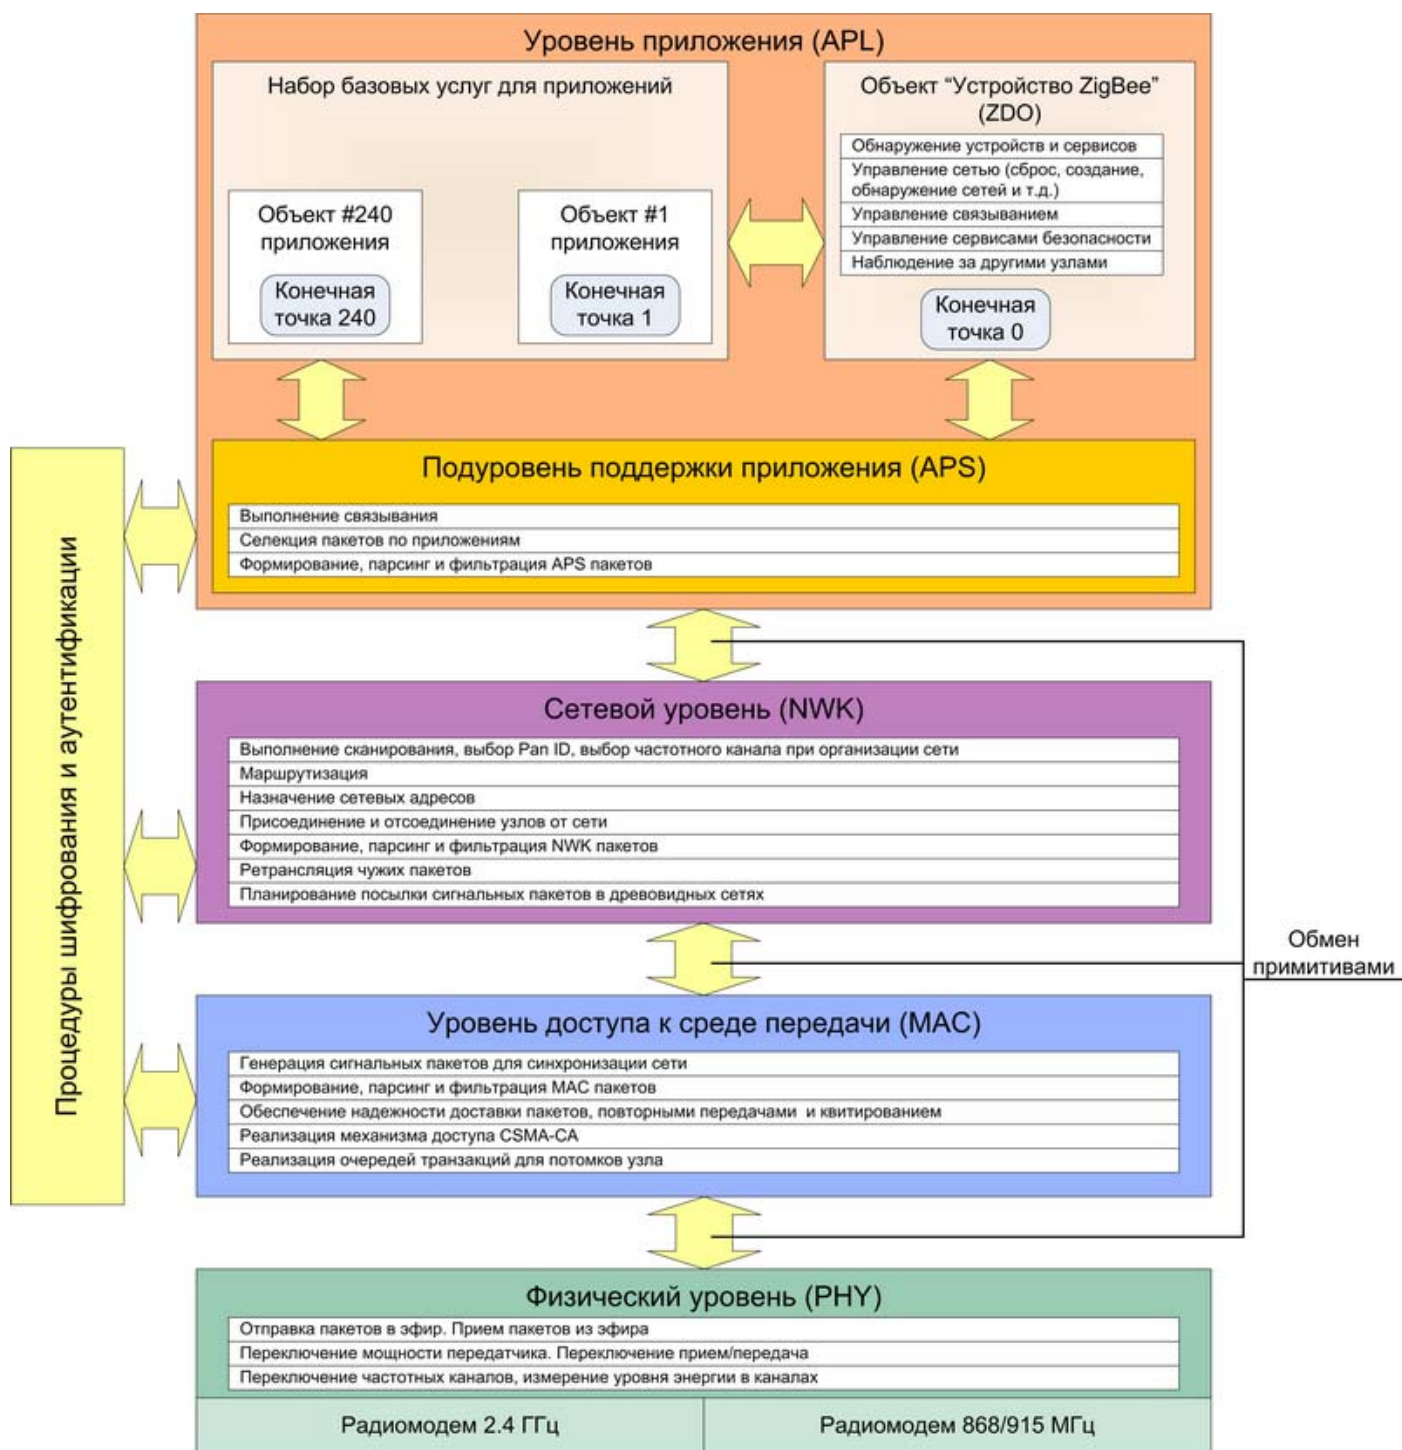 Уровень приложения (APL)
Набор базовых услуг для приложений
Объект #240
приложения
Конечная
точка 240
Объект #1
приложения
Конечная
точка 1
Объект “Устройство ZigBee”
(ZDO)
Обнаружение устройств и сервисов
Управление сетью (сброс, создание,
обнаружение сетей и т.д.)
Управление связыванием
Управление сервисами безопасности
Наблюдение за другими узлами
Конечная
точка 0
Подуровень поддержки приложения (APS)
Выполнение связывания
Селекция пакетов по приложениям
Формирование, парсинг и фильтрация APS пакетов
Процедуры шифрования и аутентификации
Сетевой уровень (NWK)
Выполнение сканирования, выбор Pan ID, выбор частотного канала при организации сети
Маршрутизация
Назначение сетевых адресов
Присоединение и отсоединение узлов от сети
Формирование, парсинг и фильтрация NWK пакетов
Ретрансляция чужих пакетов
Планирование посылки сигнальных пакетов в древовидных сетях
Обмен
примитивами
Уровень доступа к среде передачи (MAC)
Генерация сигнальных пакетов для синхронизации сети
Формирование, парсинг и фильтрация MAC пакетов
Обеспечение надежности доставки пакетов, повторными передачами и квитированием
Реализация механизма доступа CSMA-CA
Реализация очередей транзакций для потомков узла
Физический уровень (PHY)
Отправка пакетов в эфир. Прием пакетов из эфира
Переключение мощности передатчика. Переключение прием/передача
Переключение частотных каналов, измерение уровня энергии в каналах
Радиомодем 2.4 ГГц
Радиомодем 868/915 МГц